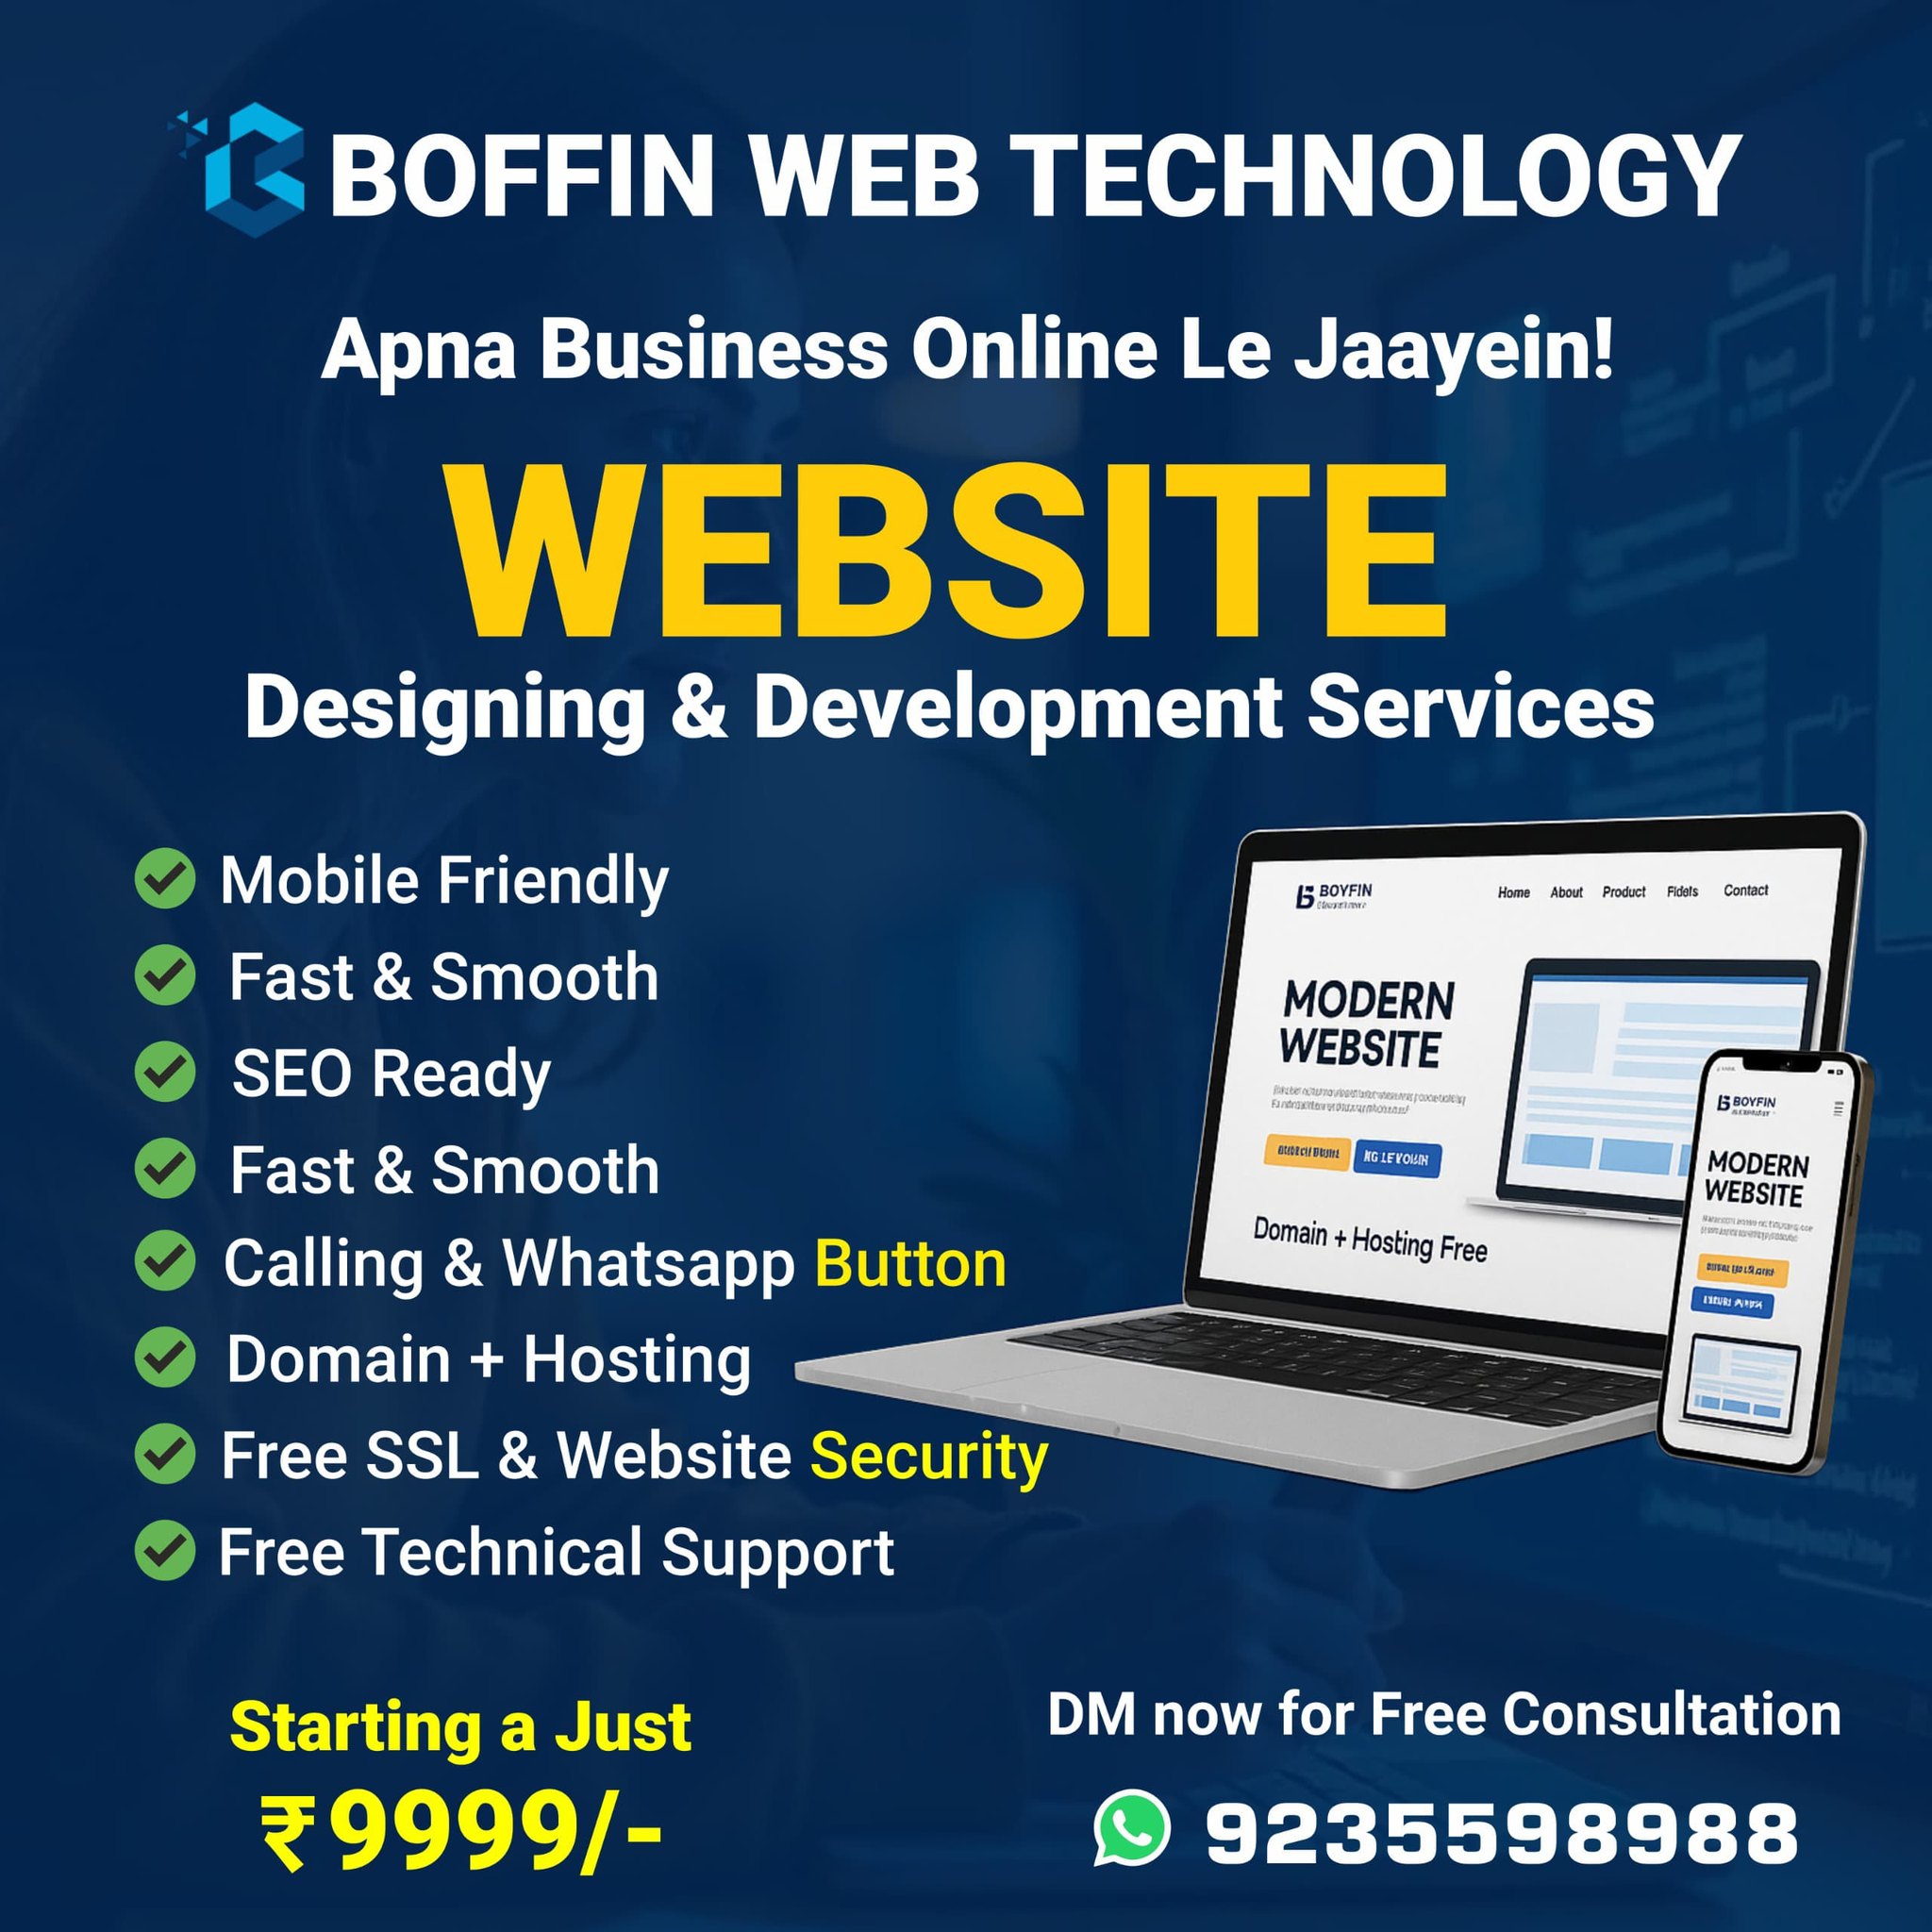 BOFFIN WEB TECHNOLOGY
Apna Business Online Le Jaayein!
WEBSITE
Designing & Development Services
Mobile Friendly
Fast & Smooth
SEO Ready
Fast & Smooth
Calling & Whatsapp Button
Domain + Hosting
Free SSL & Website Security
Free Technical Support
BOYFIN
Home About Product Fidels Contact
MODERN
WEBSITE
Domain + Hosting Free
BOYFIN
MODERN
WEBSITE
Starting a Just
₹9999/-
DM now for Free Consultation
9235598988